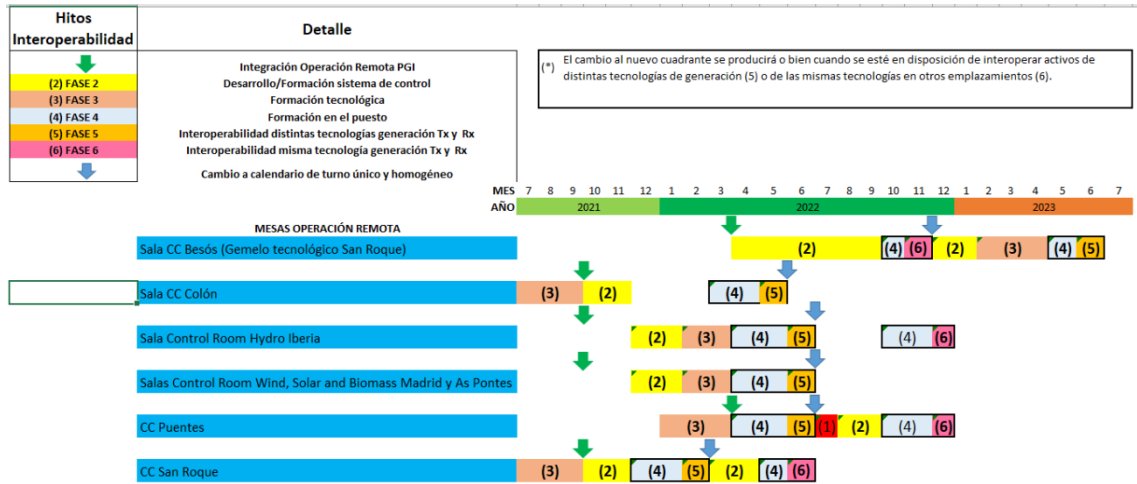 Hitos
Interoperabilidad
Detalle
Integración Operación Remota PGI
(2) FASE 2
Desarrollo/Formación sistema de control
(3) FASE 3
Formación tecnológica
(4) FASE 4
Formación en el puesto
(5) FASE 5
Interoperabilidad distintas tecnologías generación Tx y Rx
(6) FASE 6
Interoperabilidad misma tecnología generación Tx y Rx
Cambio a calendario de turno único y homogéneo
(*) El cambio al nuevo cuadrante se producirá o bien cuando se esté en disposición de interoperar activos de
distintas tecnologías de generación (5) o de las mismas tecnologías en otros emplazamientos (6).
MES 7 8 9 10 11 12 1 2 3 4 5 6 7 8 9 10 11 12 1 2 3 4 5 6 7
AÑO 2021 2022 2023
MESAS OPERACIÓN REMOTA
Sala CC Besós (Gemelo tecnológico San Roque) (2) (4) (6) (2) (3) (4) (5)
Sala CC Colón (3) (2) (4) (5)
Sala Control Room Hydro Iberia (2) (3) (4) (5) (4) (6)
Salas Control Room Wind, Solar and Biomass Madrid y As Pontes (2) (3) (4) (5)
CC Puentes (3) (4) (5) (1) (2) (4) (6)
CC San Roque (3) (2) (4) (5) (2) (4) (6)